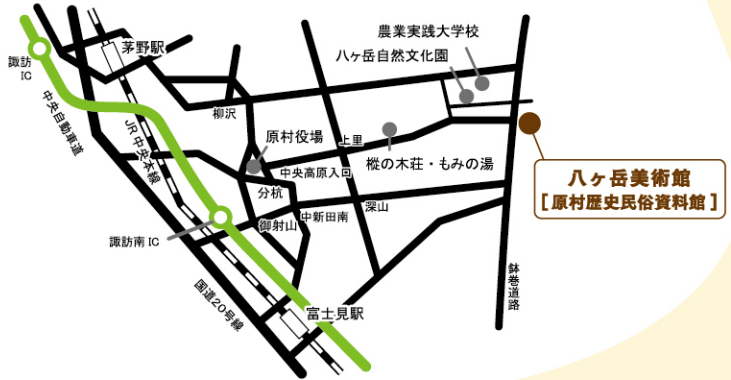 農業実践大学校
八ヶ岳自然文化園
茅野駅
諏訪
IC
中央自動車道
JR中央本線
柳沢
原村役場
上里
中央高原入口
樅の木荘・もみの湯
八ヶ岳美術館
[原村歴史民俗資料館]
分杭
深山
中新田南
御射山
諏訪南IC
鉢巻道路
国道20号線
富士見駅